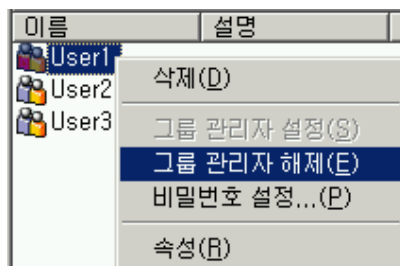 이름 설명
User1
User2
User3
삭제(D)
그룹 관리자 설정(S)
그룹 관리자 해제(E)
비밀번호 설정...(P)
속성(R)